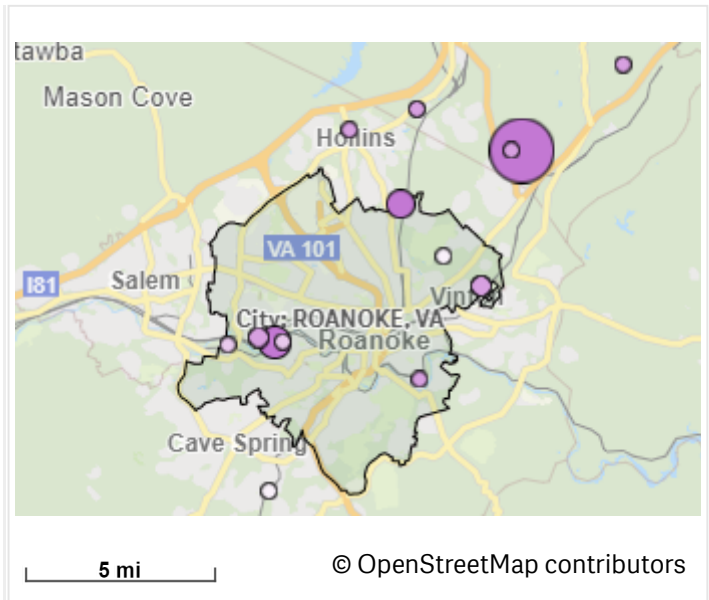 tawba
Mason Cove
Hollins
VA 101
I81
Salem
Vinton
City: ROANOKE, VA
Roanoke
Cave Spring
5 mi
© OpenStreetMap contributors